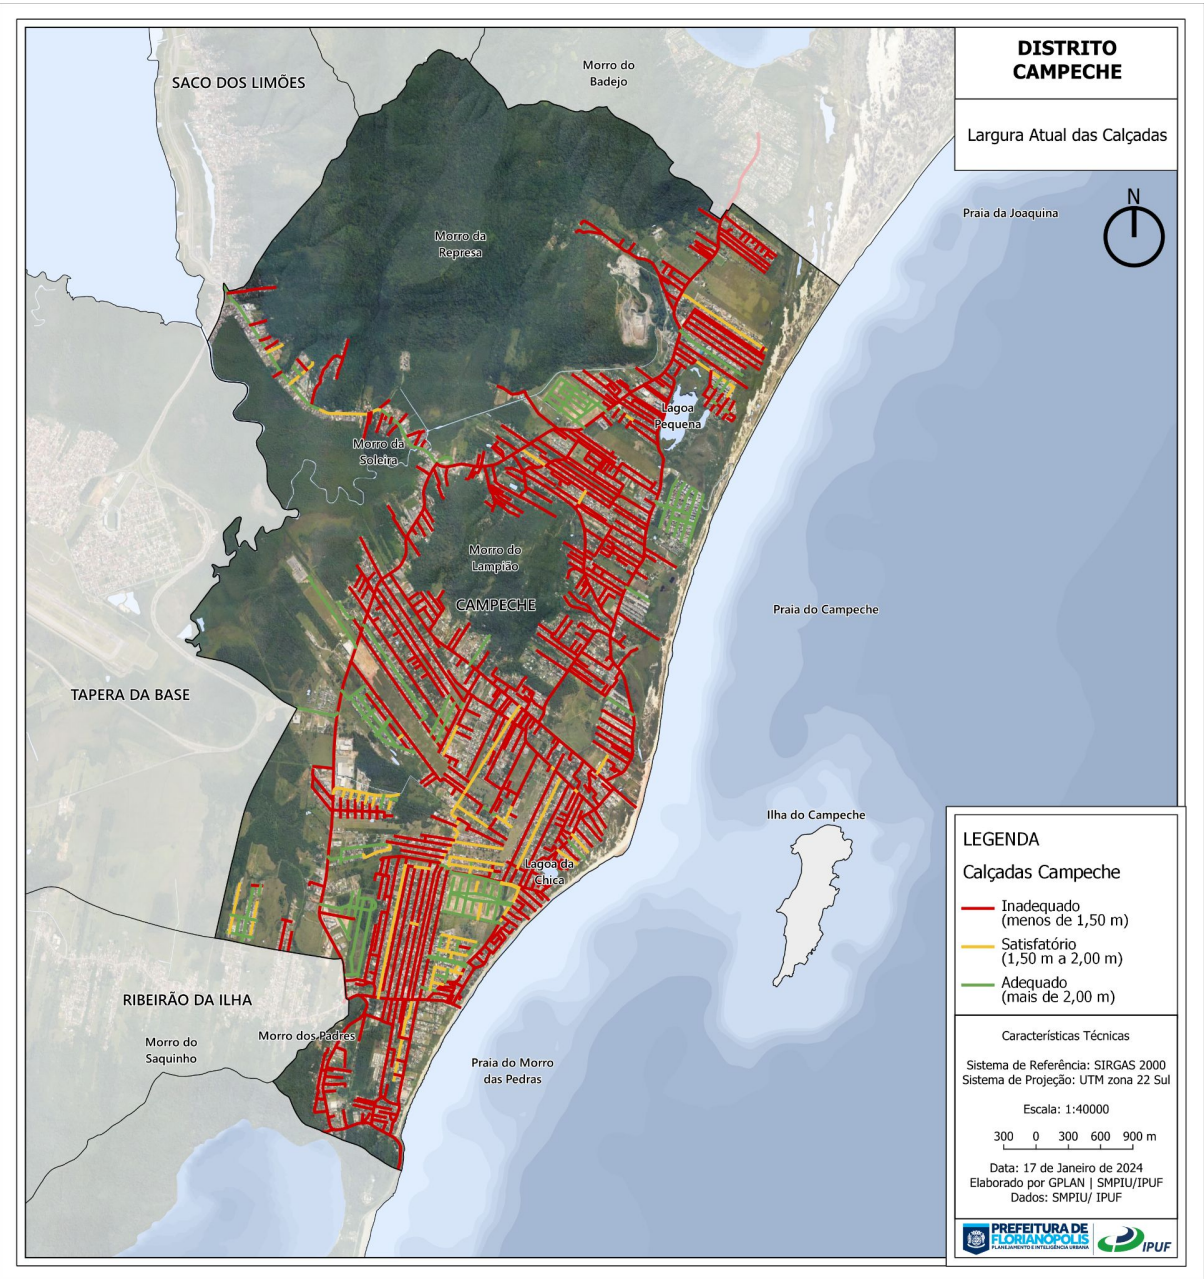 DISTRITO
CAMPECHE
Largura Atual das Calçadas
N
SACO DOS LIMÕES
Morro do
Badejo
Praia da Joaquina
Morro da
Represa
Lagoa
Pequena
Morro da
Soleira
Morro do
Lampião
CAMPECHE
Praia do Campeche
TAPERA DA BASE
Ilha do Campeche
Lagoa da
Chica
RIBEIRÃO DA ILHA
Morro dos Padres
Morro do
Saquinho
Praia do Morro
das Pedras
LEGENDA
Calçadas Campeche
Inadequado
(menos de 1,50 m)
Satisfatório
(1,50 m a 2,00 m)
Adequado
(mais de 2,00 m)
Características Técnicas
Sistema de Referência: SIRGAS 2000
Sistema de Projeção: UTM zona 22 Sul
Escala: 1:40000
300 0 300 600 900 m
Data: 17 de Janeiro de 2024
Elaborado por GPLAN | SMPIU/IPUF
Dados: SMPIU/ IPUF
PREFEITURA DE
FLORIANÓPOLIS
PLANEJAMENTO E INTELIGÊNCIA URBANA
IPUF